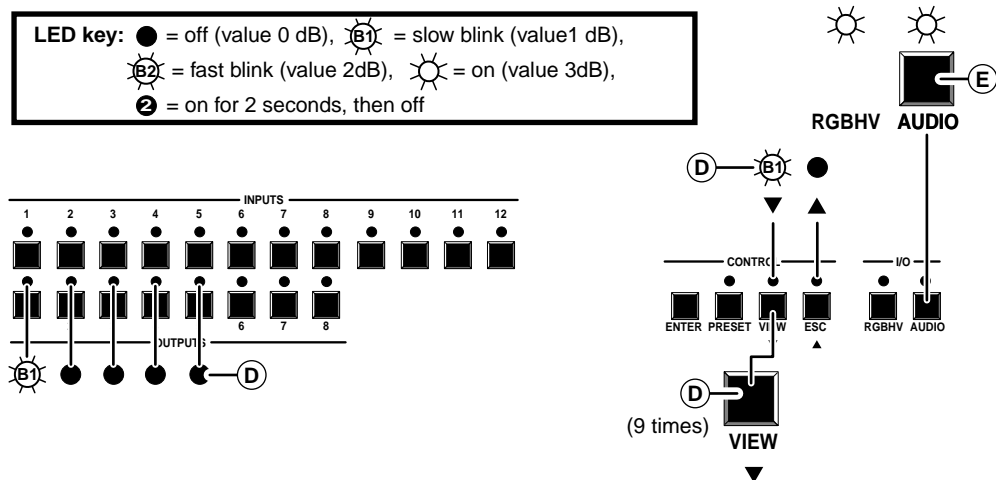 LED key: ● = off (value 0 dB), B1 = slow blink (value1 dB),
B2 = fast blink (value 2dB), = on (value 3dB),
❷ = on for 2 seconds, then off
E
RGBHV AUDIO
D B1
▼ ▲
INPUTS
1 2 3 4 5 6 7 8 9 10 11 12
CONTROL I/O
ENTER PRESET VIEW ESC RGBHV AUDIO
▼ ▲
6 7 8
OUTPUTS
B1 D
D
(9 times)
VIEW
▼